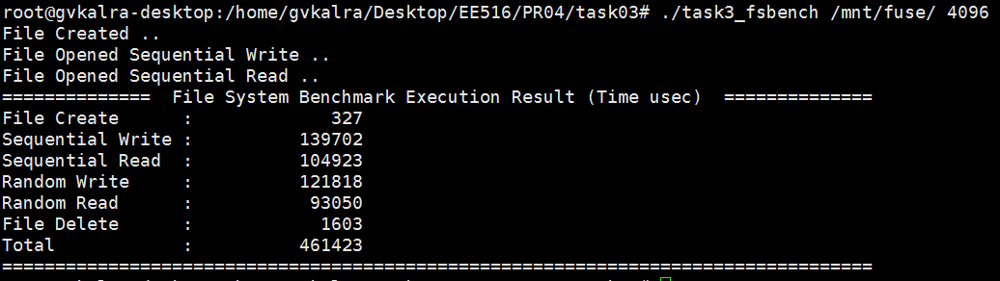 root@gvkalra-desktop:/home/gvkalra/Desktop/EE516/PR04/task03# ./task3_fsbench /mnt/fuse/ 4096
File Created ..
File Opened Sequential Write ..
File Opened Sequential Read ..
============== File System Benchmark Execution Result (Time usec) ==============
File Create : 327
Sequential Write : 139702
Sequential Read : 104923
Random Write : 121818
Random Read : 93050
File Delete : 1603
Total : 461423
====================================================================================